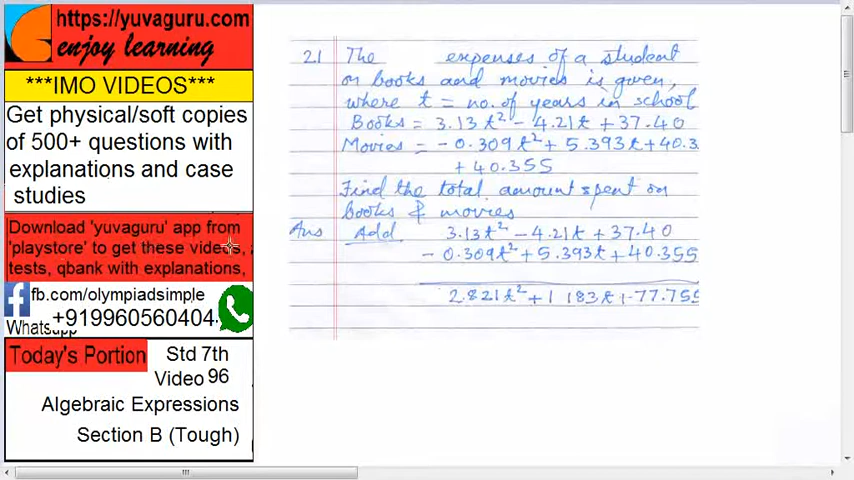 https://yuvaguru.com
enjoy learning
***IMO VIDEOS***
Get physical/soft copies
of 500+ questions with
explanations and case
studies
Download 'yuvaguru' app from
'playstore' to get these videos,
tests, qbank with explanations,
fb.com/olympiadsimple
+919960560404.
Whatsapp
Today's Portion
Std 7th
Video 96
Algebraic Expressions
Section B (Tough)
21 The expenses of a student
on books and movies is given,
where t = no. of years in school
Books = 3.13t² - 4.21t + 37.40
Movies = - 0.309t² + 5.393t + 40.3
+ 40.355
Find the total amount spent on
books & movies
Ans Add 3.13t² - 4.21t + 37.40
- 0.309t² + 5.393t + 40.355
2.821t² + 1.183t + 77.755